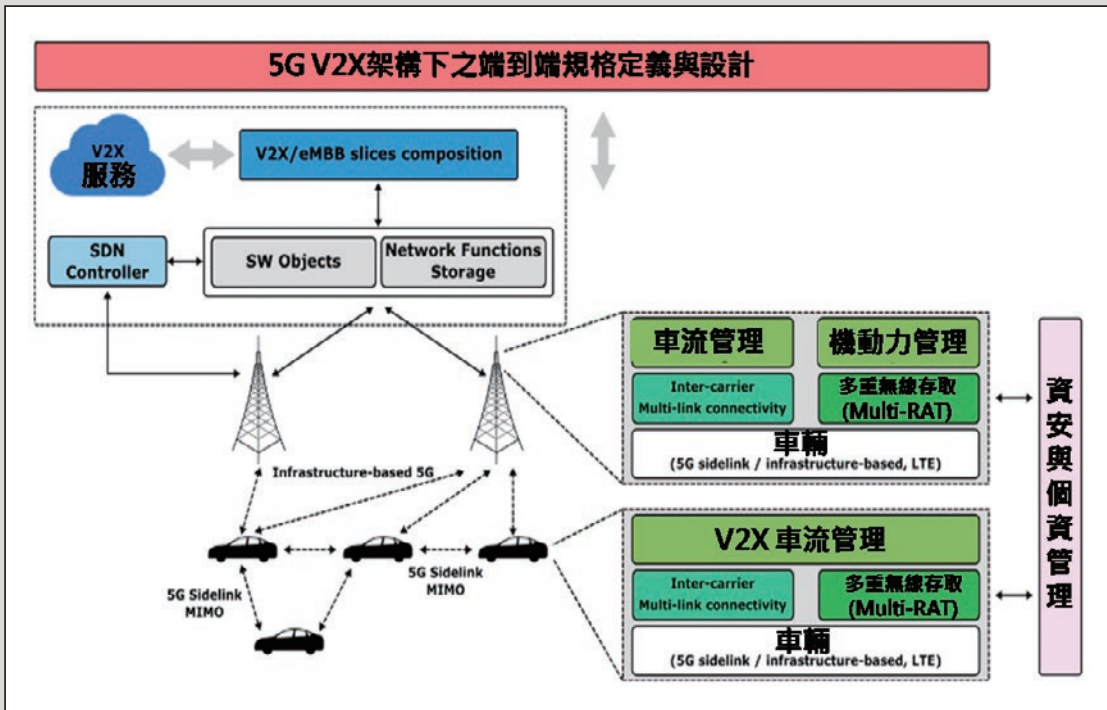 5G V2X架構下之端到端規格定義與設計
V2X
服務
V2X/eMBB slices composition
SDN
Controller
SW Objects
Network Functions
Storage
車流管理
機動力管理
Inter-carrier
Multi-link connectivity
多重無線存取
(Multi-RAT)
車輛
(5G sidelink / infrastructure-based, LTE)
Infrastructure-based 5G
5G Sidelink
MIMO
5G Sidelink
MIMO
V2X 車流管理
Inter-carrier
Multi-link connectivity
多重無線存取
(Multi-RAT)
車輛
(5G sidelink / infrastructure-based, LTE)
資安與個資管理